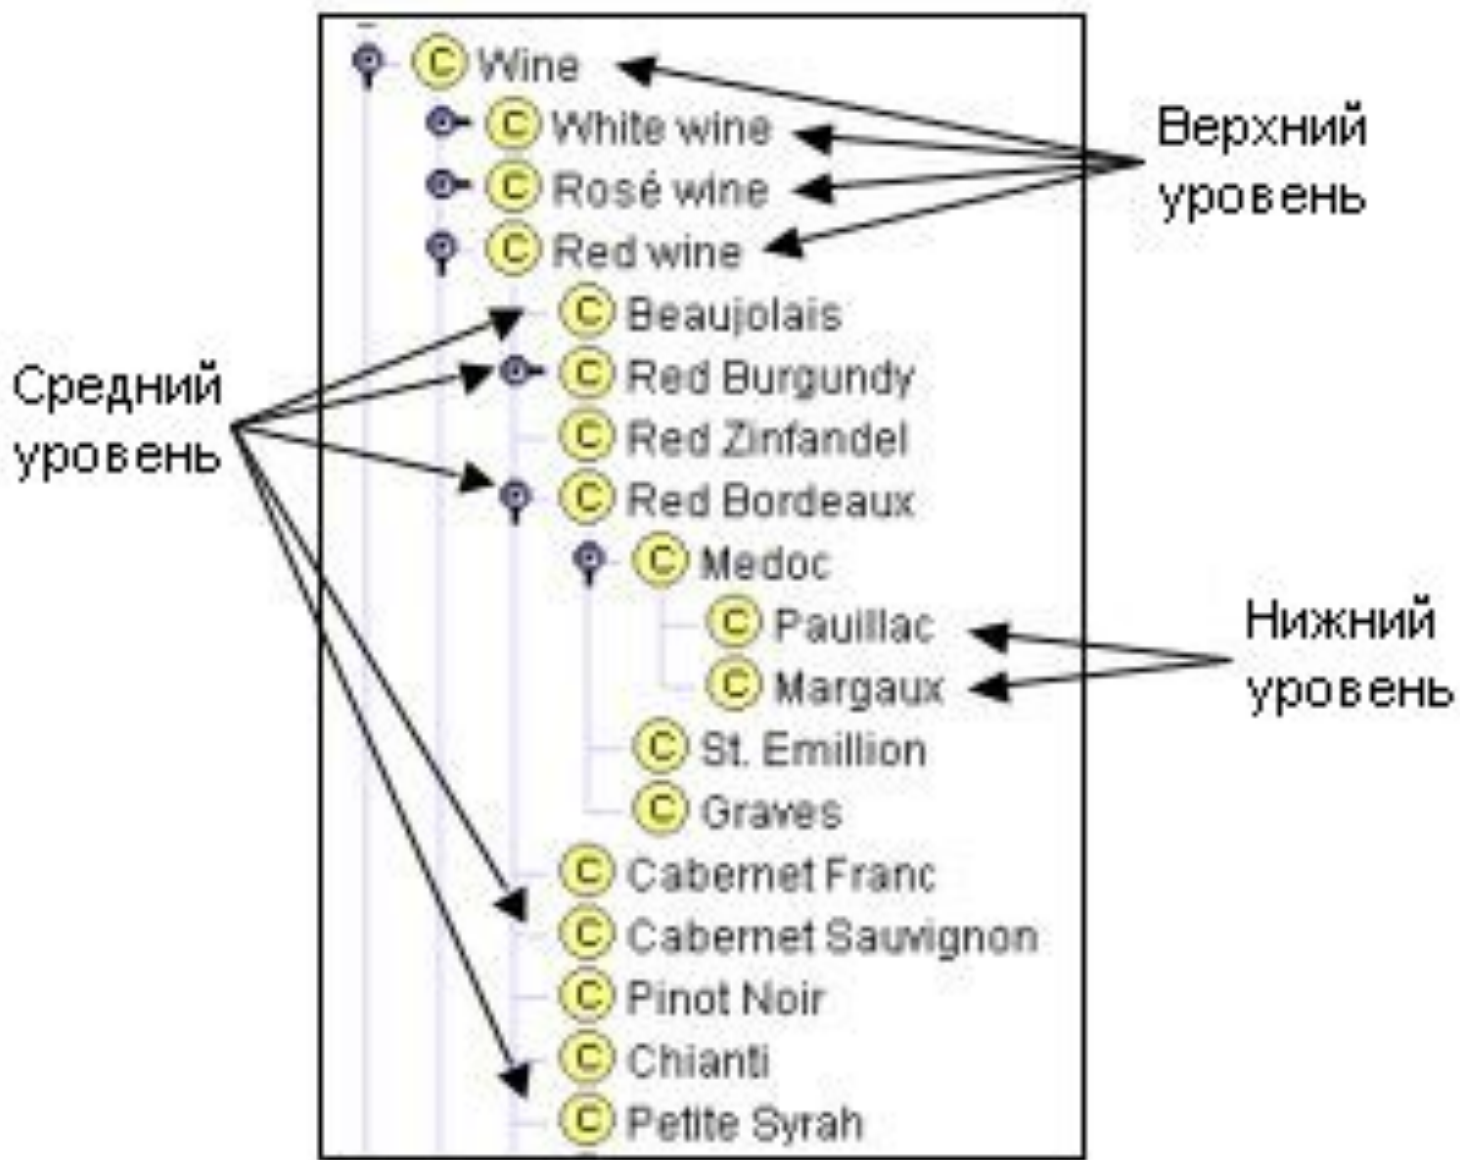 C Wine
C White wine
C Rosé wine
C Red wine
C Beaujolais
C Red Burgundy
C Red Zinfandel
C Red Bordeaux
C Medoc
C Pauillac
C Margaux
C St. Emillion
C Graves
C Cabernet Franc
C Cabernet Sauvignon
C Pinot Noir
C Chianti
C Petite Syrah
Верхний
уровень
Средний
уровень
Нижний
уровень